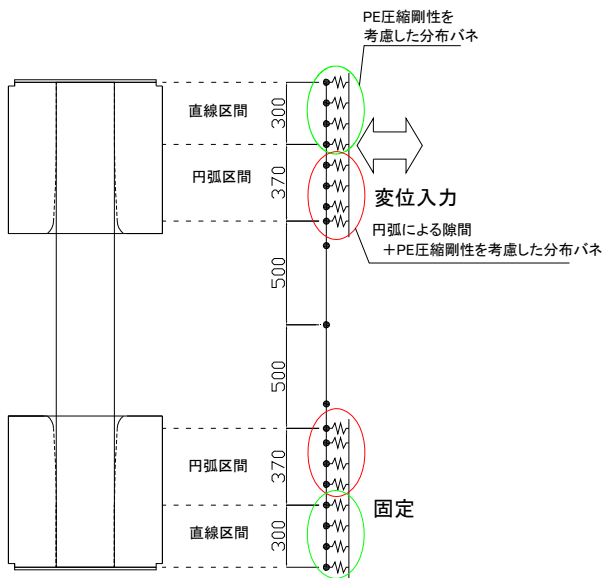 PE圧縮剛性を
考慮した分布バネ
直線区間
300
円弧区間
370
変位入力
円弧による隙間
+PE圧縮剛性を考慮した分布バネ
500
500
円弧区間
370
固定
直線区間
300